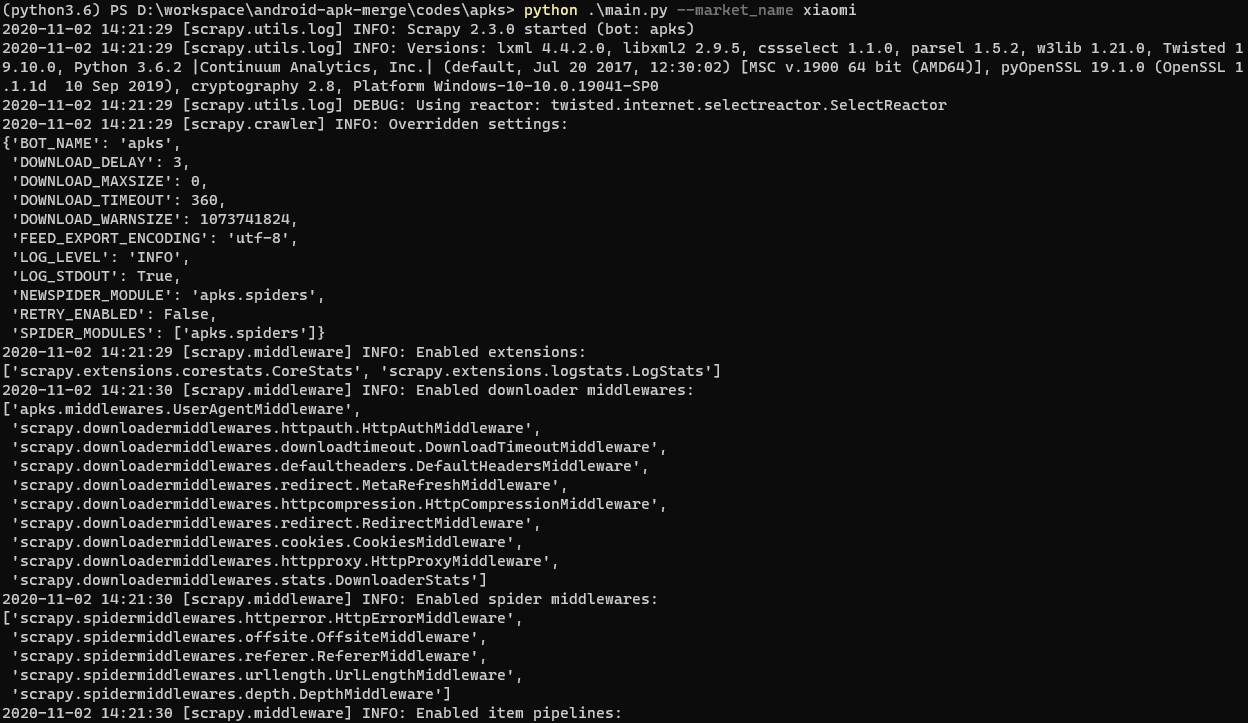 (python3.6) PS D:\workspace\android-apk-merge\codes\apks> python .\main.py --market_name xiaomi
2020-11-02 14:21:29 [scrapy.utils.log] INFO: Scrapy 2.3.0 started (bot: apks)
2020-11-02 14:21:29 [scrapy.utils.log] INFO: Versions: lxml 4.4.2.0, libxml2 2.9.5, cssselect 1.1.0, parsel 1.5.2, w3lib 1.21.0, Twisted 1
9.10.0, Python 3.6.2 |Continuum Analytics, Inc.| (default, Jul 20 2017, 12:30:02) [MSC v.1900 64 bit (AMD64)], pyOpenSSL 19.1.0 (OpenSSL 1
.1.1d  10 Sep 2019), cryptography 2.8, Platform Windows-10-10.0.19041-SP0
2020-11-02 14:21:29 [scrapy.utils.log] DEBUG: Using reactor: twisted.internet.selectreactor.SelectReactor
2020-11-02 14:21:29 [scrapy.crawler] INFO: Overridden settings:
{'BOT_NAME': 'apks',
 'DOWNLOAD_DELAY': 3,
 'DOWNLOAD_MAXSIZE': 0,
 'DOWNLOAD_TIMEOUT': 360,
 'DOWNLOAD_WARNSIZE': 1073741824,
 'FEED_EXPORT_ENCODING': 'utf-8',
 'LOG_LEVEL': 'INFO',
 'LOG_STDOUT': True,
 'NEWSPIDER_MODULE': 'apks.spiders',
 'RETRY_ENABLED': False,
 'SPIDER_MODULES': ['apks.spiders']}
2020-11-02 14:21:29 [scrapy.middleware] INFO: Enabled extensions:
['scrapy.extensions.corestats.CoreStats', 'scrapy.extensions.logstats.LogStats']
2020-11-02 14:21:30 [scrapy.middleware] INFO: Enabled downloader middlewares:
['apks.middlewares.UserAgentMiddleware',
 'scrapy.downloadermiddlewares.httpauth.HttpAuthMiddleware',
 'scrapy.downloadermiddlewares.downloadtimeout.DownloadTimeoutMiddleware',
 'scrapy.downloadermiddlewares.defaultheaders.DefaultHeadersMiddleware',
 'scrapy.downloadermiddlewares.redirect.MetaRefreshMiddleware',
 'scrapy.downloadermiddlewares.httpcompression.HttpCompressionMiddleware',
 'scrapy.downloadermiddlewares.redirect.RedirectMiddleware',
 'scrapy.downloadermiddlewares.cookies.CookiesMiddleware',
 'scrapy.downloadermiddlewares.httpproxy.HttpProxyMiddleware',
 'scrapy.downloadermiddlewares.stats.DownloaderStats']
2020-11-02 14:21:30 [scrapy.middleware] INFO: Enabled spider middlewares:
['scrapy.spidermiddlewares.httperror.HttpErrorMiddleware',
 'scrapy.spidermiddlewares.offsite.OffsiteMiddleware',
 'scrapy.spidermiddlewares.referer.RefererMiddleware',
 'scrapy.spidermiddlewares.urllength.UrlLengthMiddleware',
 'scrapy.spidermiddlewares.depth.DepthMiddleware']
2020-11-02 14:21:30 [scrapy.middleware] INFO: Enabled item pipelines: